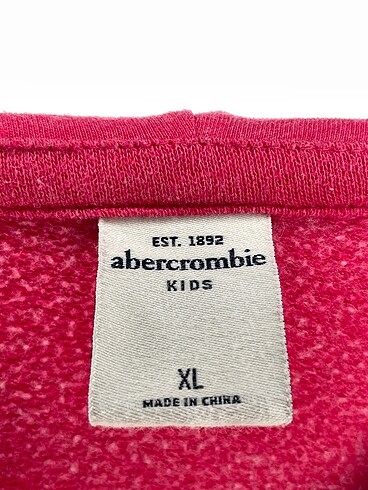 EST. 1892
abercrombie
KIDS
XL
MADE IN CHINA